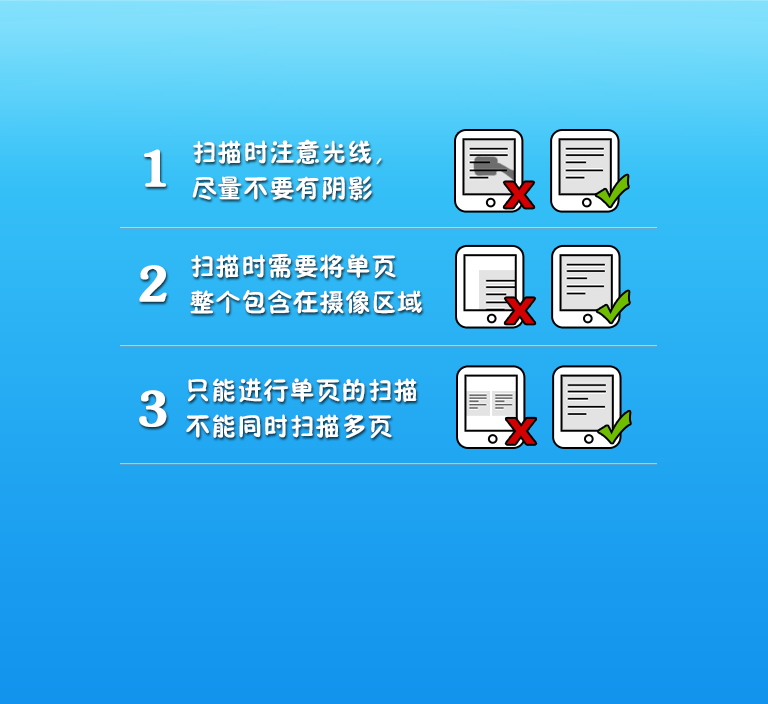 1
扫描时注意光线，
尽量不要有阴影
2
扫描时需要将单页
整个包含在摄像区域
3
只能进行单页的扫描
不能同时扫描多页